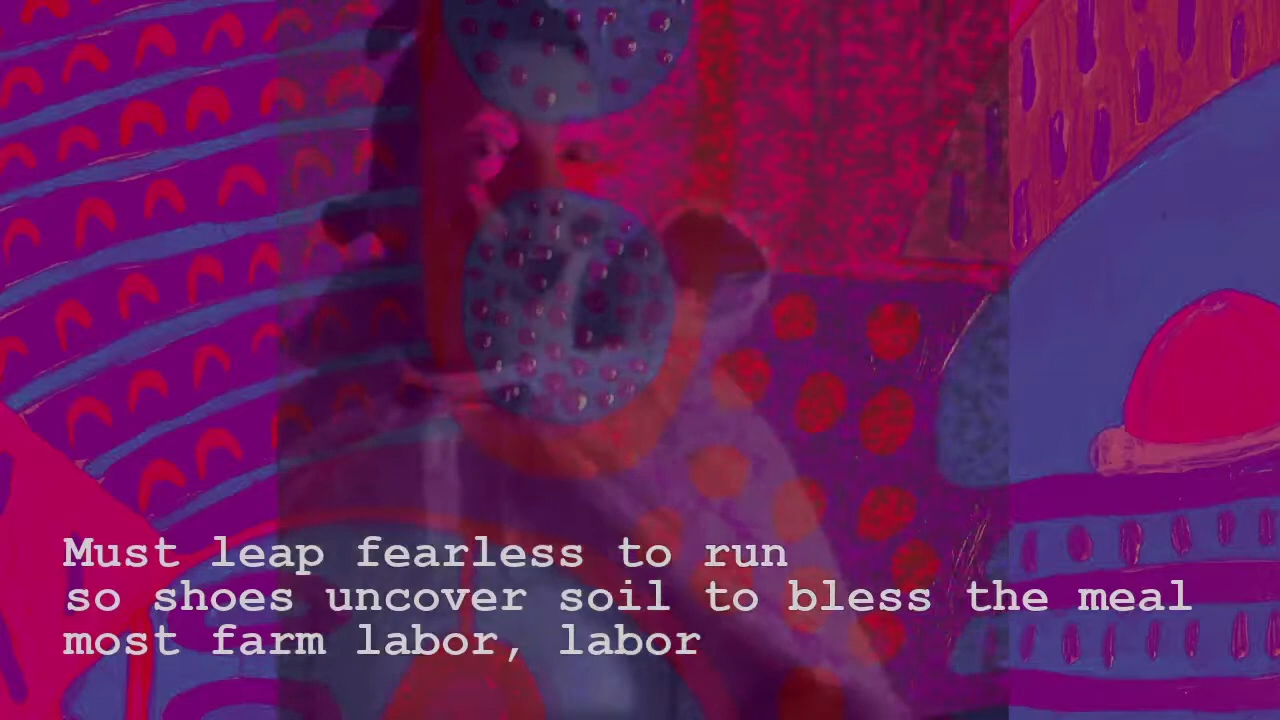 Must leap fearless to run
so shoes uncover soil to bless the meal
most farm labor, labor